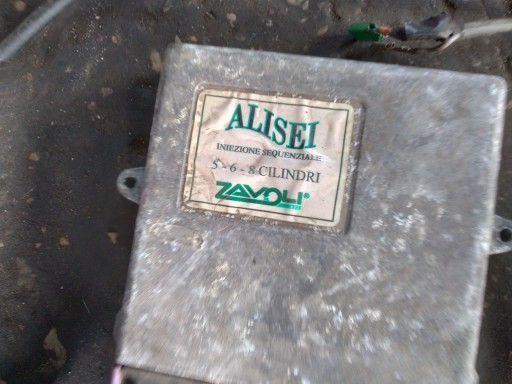 ALISEI
INIEZIONE SEQUENZIALE
5 - 6 - 8 CILINDRI
ZAVOLI®